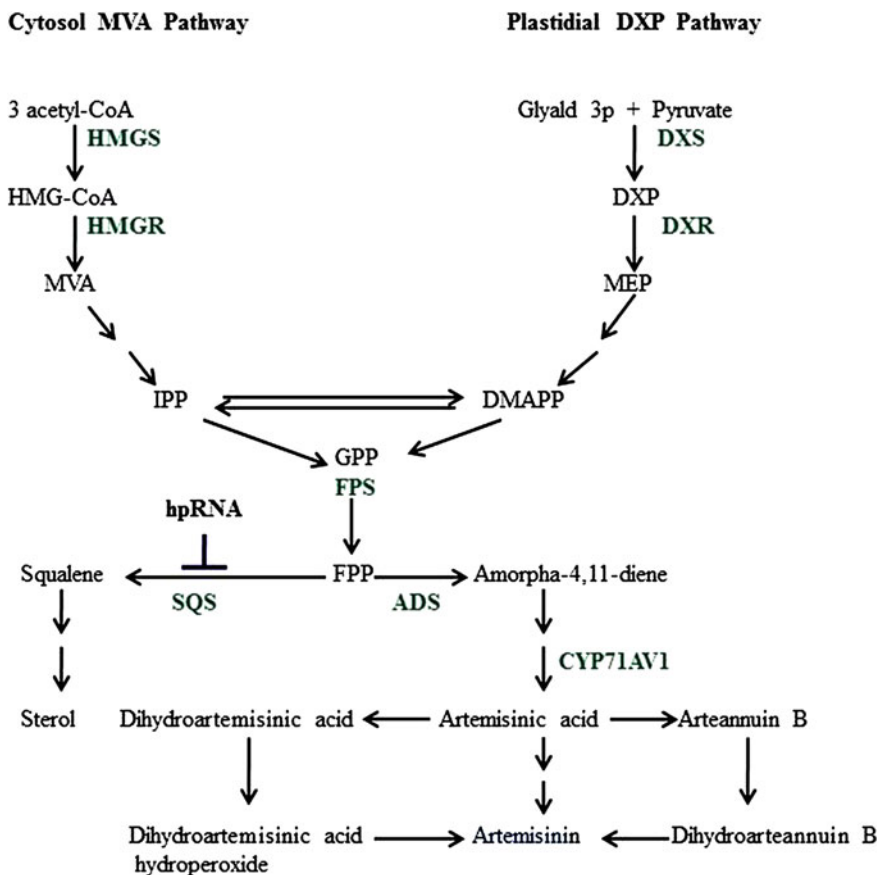 Cytosol MVA Pathway
Plastidial DXP Pathway
3 acetyl-CoA
Glyald 3p + Pyruvate
HMGS
DXS
HMG-CoA
DXP
HMGR
DXR
MVA
MEP
IPP
DMAPP
GPP
FPS
hpRNA
Squalene
FPP
Amorpha-4,11-diene
SQS
ADS
CYP71AV1
Sterol
Dihydroartemisinic acid
Artemisinic acid
Arteannuin B
Dihydroartemisinic acid
hydroperoxide
Artemisinin
Dihydroarteannuin B